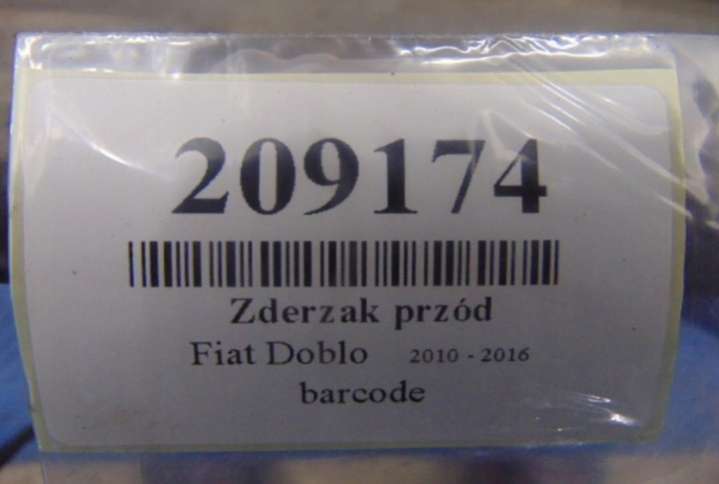 209174
Zderzak przód
Fiat Doblo 2010 - 2016
barcode